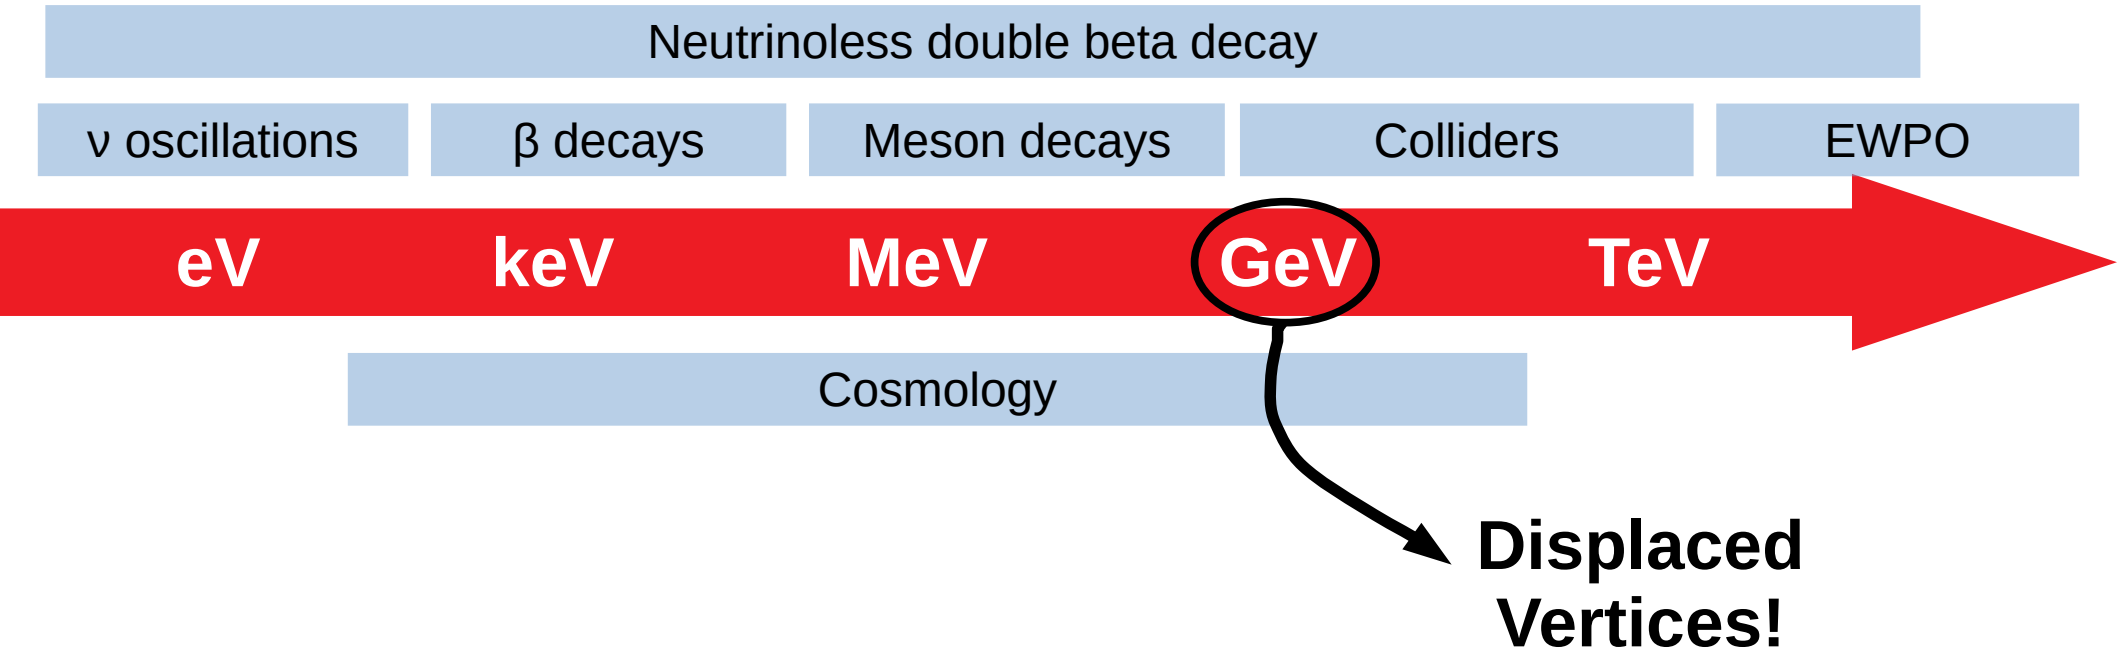 Neutrinoless double beta decay
ν oscillations
β decays
Meson decays
Colliders
EWPO
eV
keV
MeV
GeV
TeV
Cosmology
Displaced
Vertices!